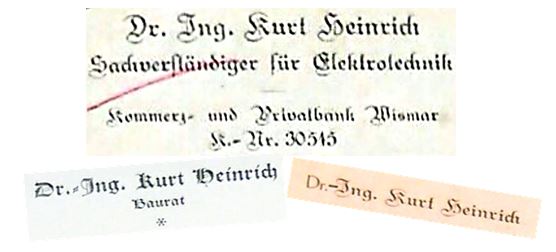 Dr. Ing. Kurt Heinrich
Sachverständiger für Elektrotechnik
Kommerz- und Privatbank Wismar
K.- Nr. 30515
Dr.-Ing. Kurt Heinrich
Baurat
*
Dr.-Ing. Kurt Heinrich